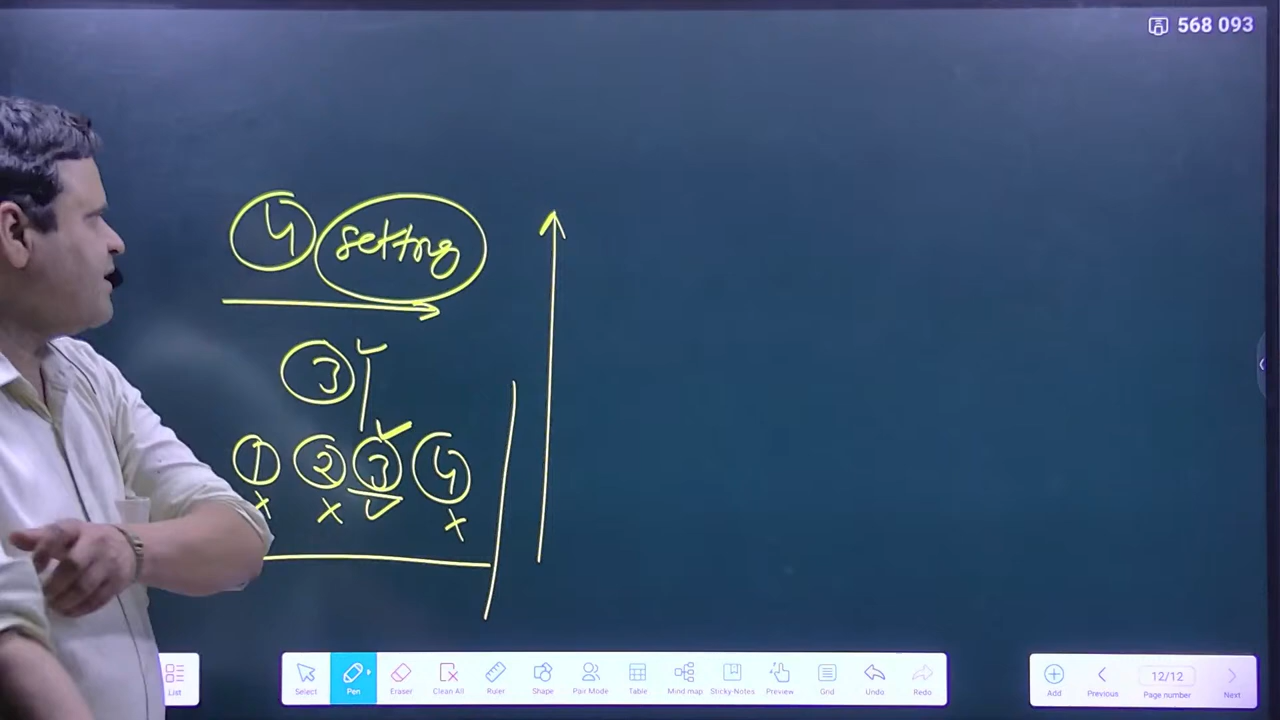 568 093
4 setting
3
1 2 3 4
List
Select Pen Eraser Clean All Ruler Shape Pair Mode Table Mind map Sticky-Notes Preview Grid Undo Redo
Add Previous 12/12 Page number Next